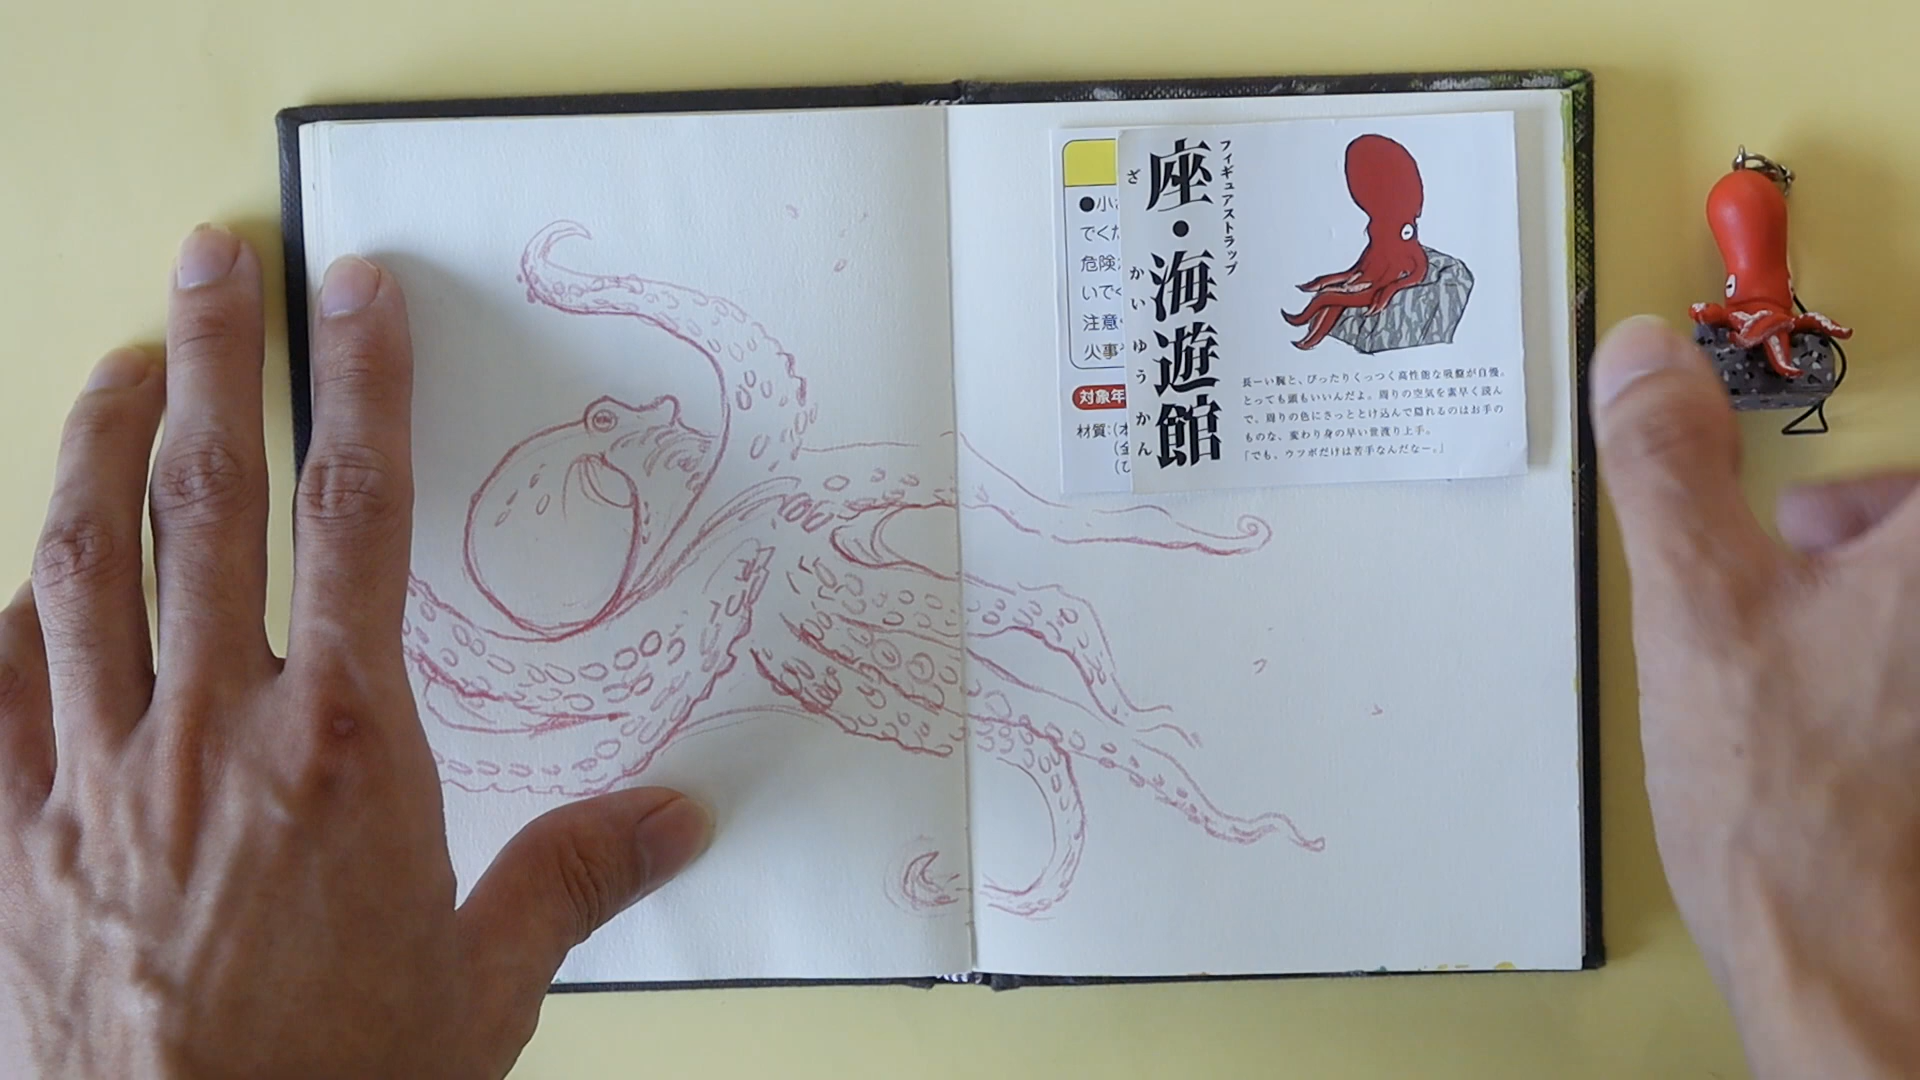 フィギュアストラップ
座・海遊館
ざ かいゆうかん
長ーい腕と、ぴったりくっつく高性能な吸盤が自慢。
とっても頭もいいんだよ。周りの空気を素早く読ん
で、周りの色にさっととけ込んで隠れるのはお手の
ものな、変わり身の早い世渡り上手。
「でも、ウツボだけは苦手なんだなー。」
●小
でくだ
危険
いでく
注意
火事
対象年
材質:(本
(金
(ひ